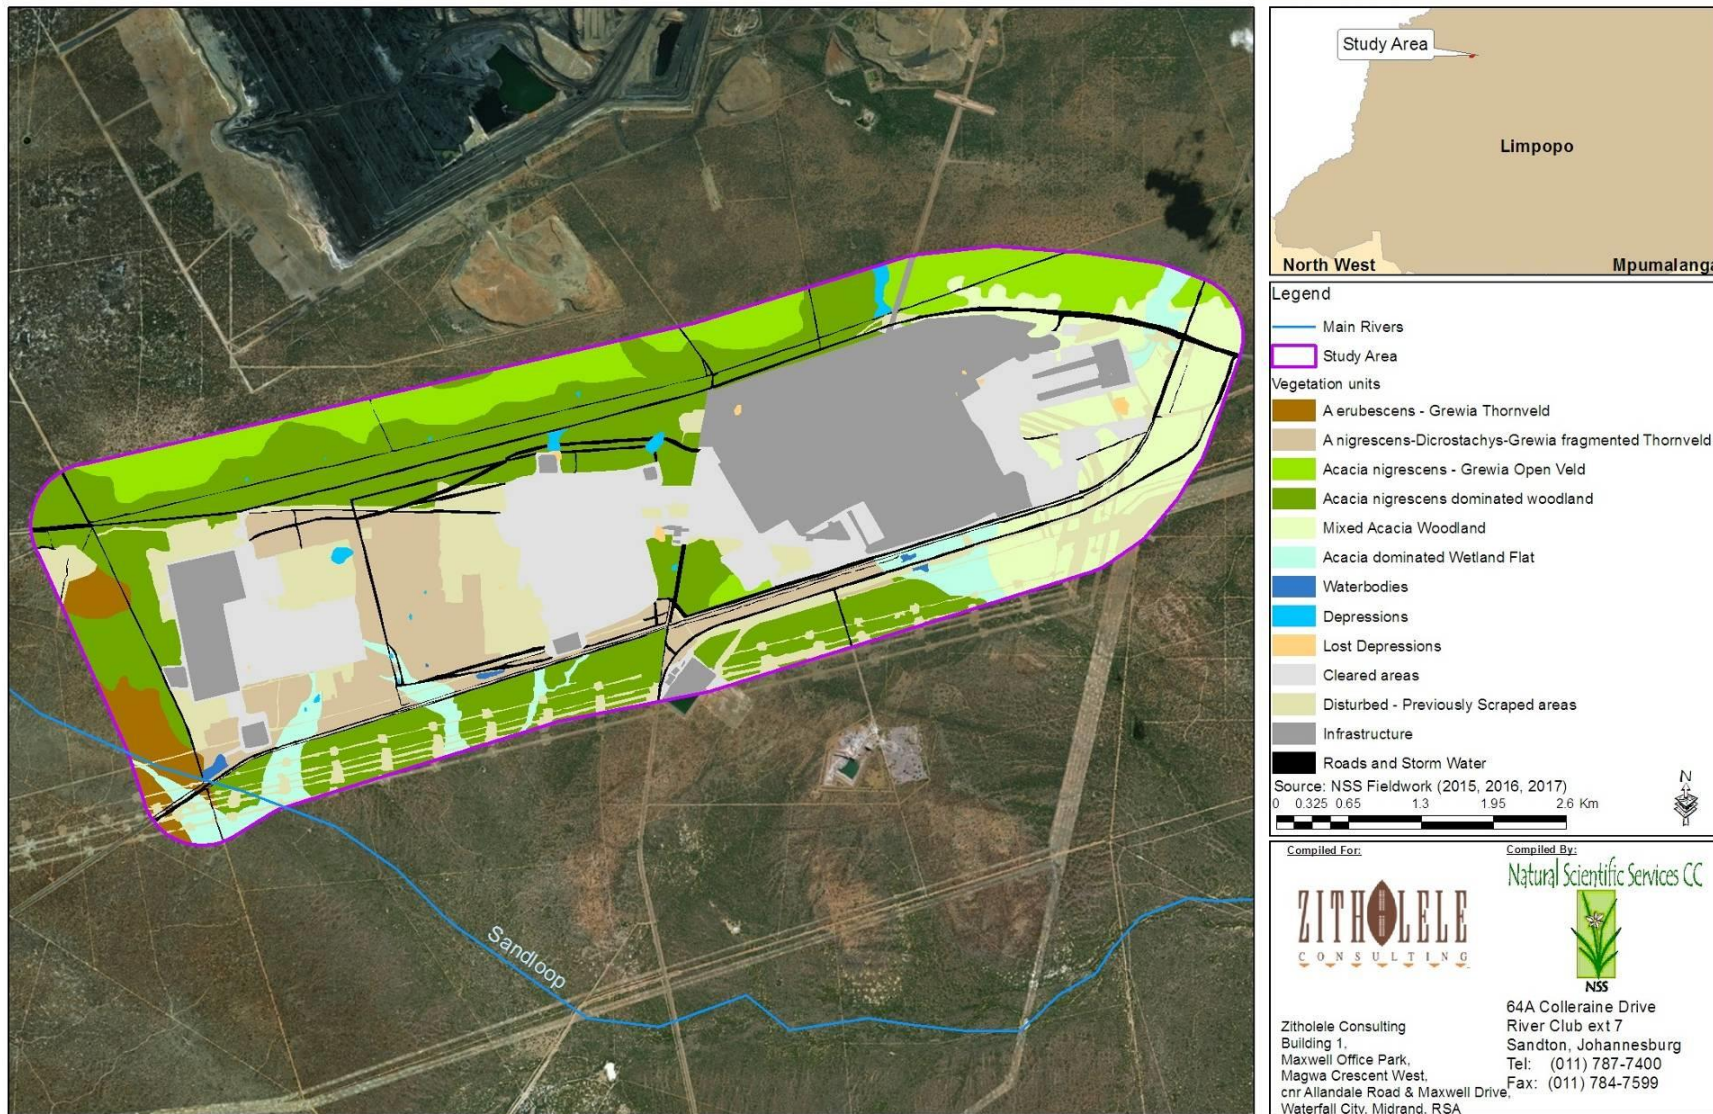 Study Area
Limpopo
North West
Mpumalanga
Legend
Main Rivers
Study Area
Vegetation units
A erubescens - Grewia Thornveld
A nigrescens-Dicrostachys-Grewia fragmented Thornveld
Acacia nigrescens - Grewia Open Veld
Acacia nigrescens dominated woodland
Mixed Acacia Woodland
Acacia dominated Wetland Flat
Waterbodies
Depressions
Lost Depressions
Cleared areas
Disturbed - Previously Scraped areas
Infrastructure
Roads and Storm Water
Source: NSS Fieldwork (2015, 2016, 2017)
0 0.325 0.65 1.3 1.95 2.6 Km
N
Sandloop
Compiled For:
ZITHOLELE
CONSULTING
Zitholele Consulting
Building 1,
Maxwell Office Park,
Magwa Crescent West,
cnr Allandale Road & Maxwell Drive,
Waterfall City, Midrand, RSA
Compiled By:
Natural Scientific Services CC
NSS
64A Colleraine Drive
River Club ext 7
Sandton, Johannesburg
Tel: (011) 787-7400
Fax: (011) 784-7599